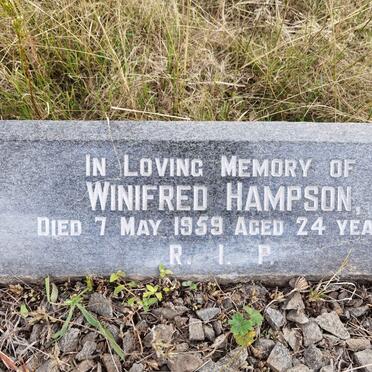 IN LOVING MEMORY OF
WINIFRED HAMPSON,
DIED 7 MAY 1959 AGED 24 YEA
R. I. P.